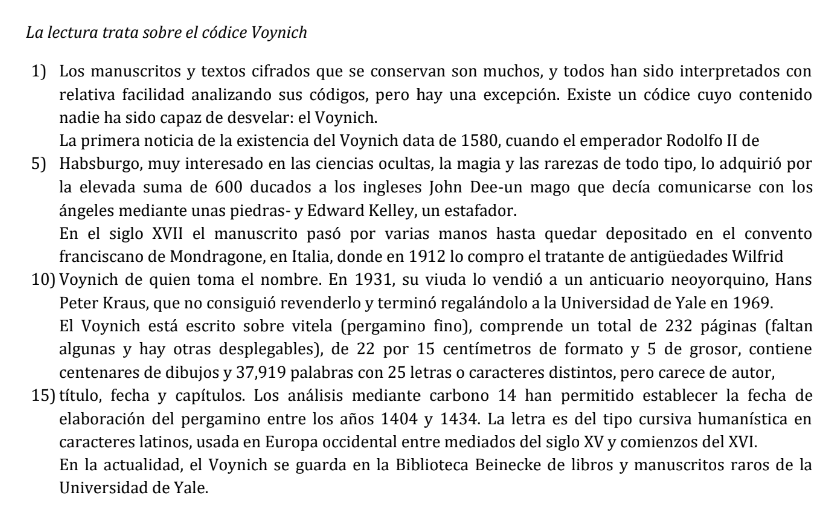 La lectura trata sobre el códice Voynich
1) Los manuscritos y textos cifrados que se conservan son muchos, y todos han sido interpretados con
relativa facilidad analizando sus códigos, pero hay una excepción. Existe un códice cuyo contenido
nadie ha sido capaz de desvelar: el Voynich.
La primera noticia de la existencia del Voynich data de 1580, cuando el emperador Rodolfo II de
5) Habsburgo, muy interesado en las ciencias ocultas, la magia y las rarezas de todo tipo, lo adquirió por
la elevada suma de 600 ducados a los ingleses John Dee-un mago que decía comunicarse con los
ángeles mediante unas piedras- y Edward Kelley, un estafador.
En el siglo XVII el manuscrito pasó por varias manos hasta quedar depositado en el convento
franciscano de Mondragone, en Italia, donde en 1912 lo compro el tratante de antigüedades Wilfrid
10) Voynich de quien toma el nombre. En 1931, su viuda lo vendió a un anticuario neoyorquino, Hans
Peter Kraus, que no consiguió revenderlo y terminó regalándolo a la Universidad de Yale en 1969.
El Voynich está escrito sobre vitela (pergamino fino), comprende un total de 232 páginas (faltan
algunas y hay otras desplegables), de 22 por 15 centímetros de formato y 5 de grosor, contiene
centenares de dibujos y 37,919 palabras con 25 letras o caracteres distintos, pero carece de autor,
15) título, fecha y capítulos. Los análisis mediante carbono 14 han permitido establecer la fecha de
elaboración del pergamino entre los años 1404 y 1434. La letra es del tipo cursiva humanística en
caracteres latinos, usada en Europa occidental entre mediados del siglo XV y comienzos del XVI.
En la actualidad, el Voynich se guarda en la Biblioteca Beinecke de libros y manuscritos raros de la
Universidad de Yale.